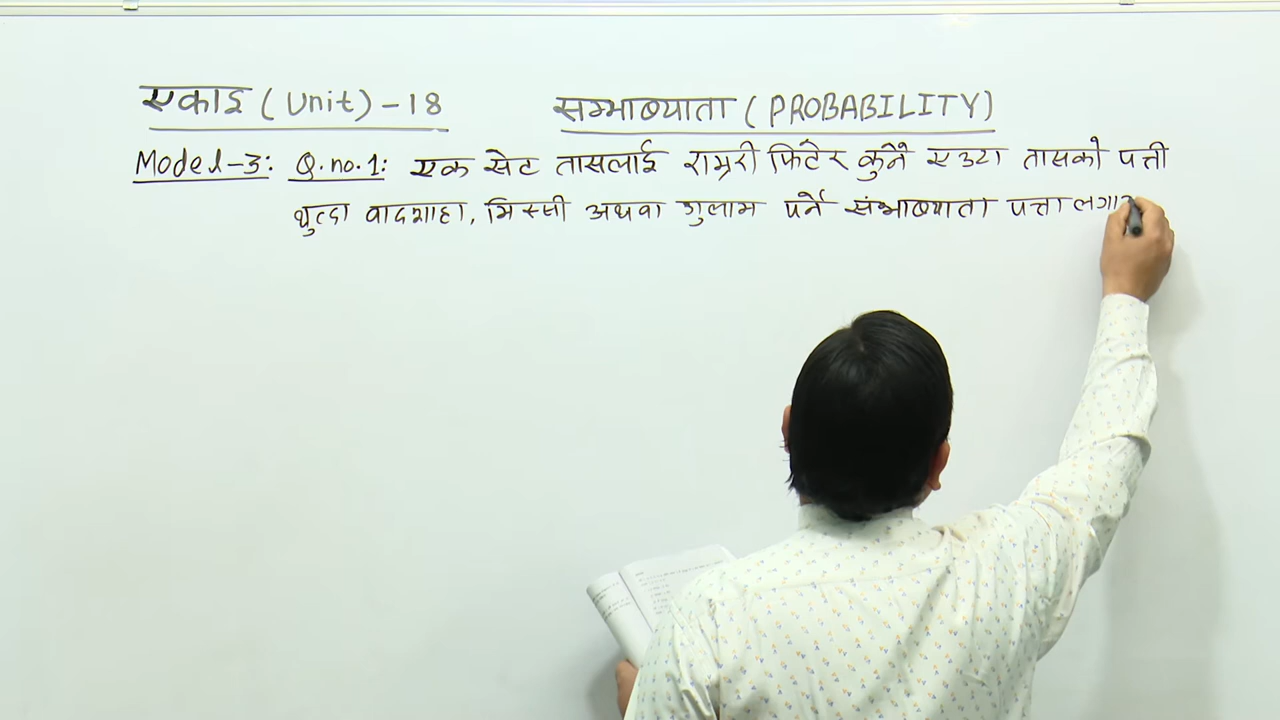 एकाइ (Unit) - 18 सम्भाव्यता (PROBABILITY)
Model-3: Q.no.1: एक सेट तासलाई राम्ररी फिटेर कुनै एउटा तासको पत्ती
थुत्दा वादशाहा, मिस्सी अथवा गुलाम पर्ने संम्भाव्यता पत्ता लगा